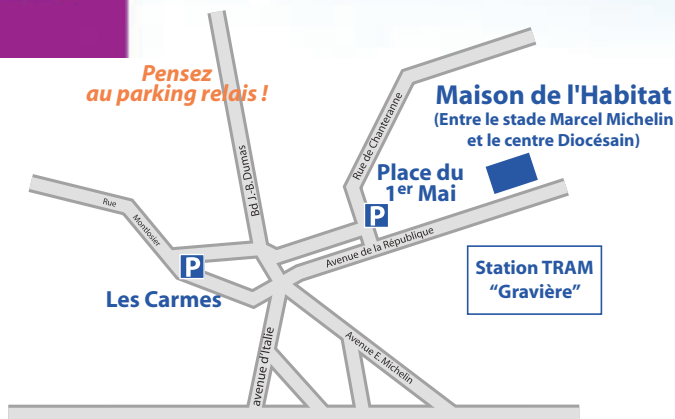 Pensez
au parking relais !
Maison de l'Habitat
(Entre le stade Marcel Michelin
et le centre Diocésain)
Rue de Chanteranne
Bd J.-B. Dumas
Place du
1er Mai
P
Rue
Montlosier
Avenue de la République
P
Les Carmes
Station TRAM
“Gravière”
avenue d'Italie
Avenue E. Michelin